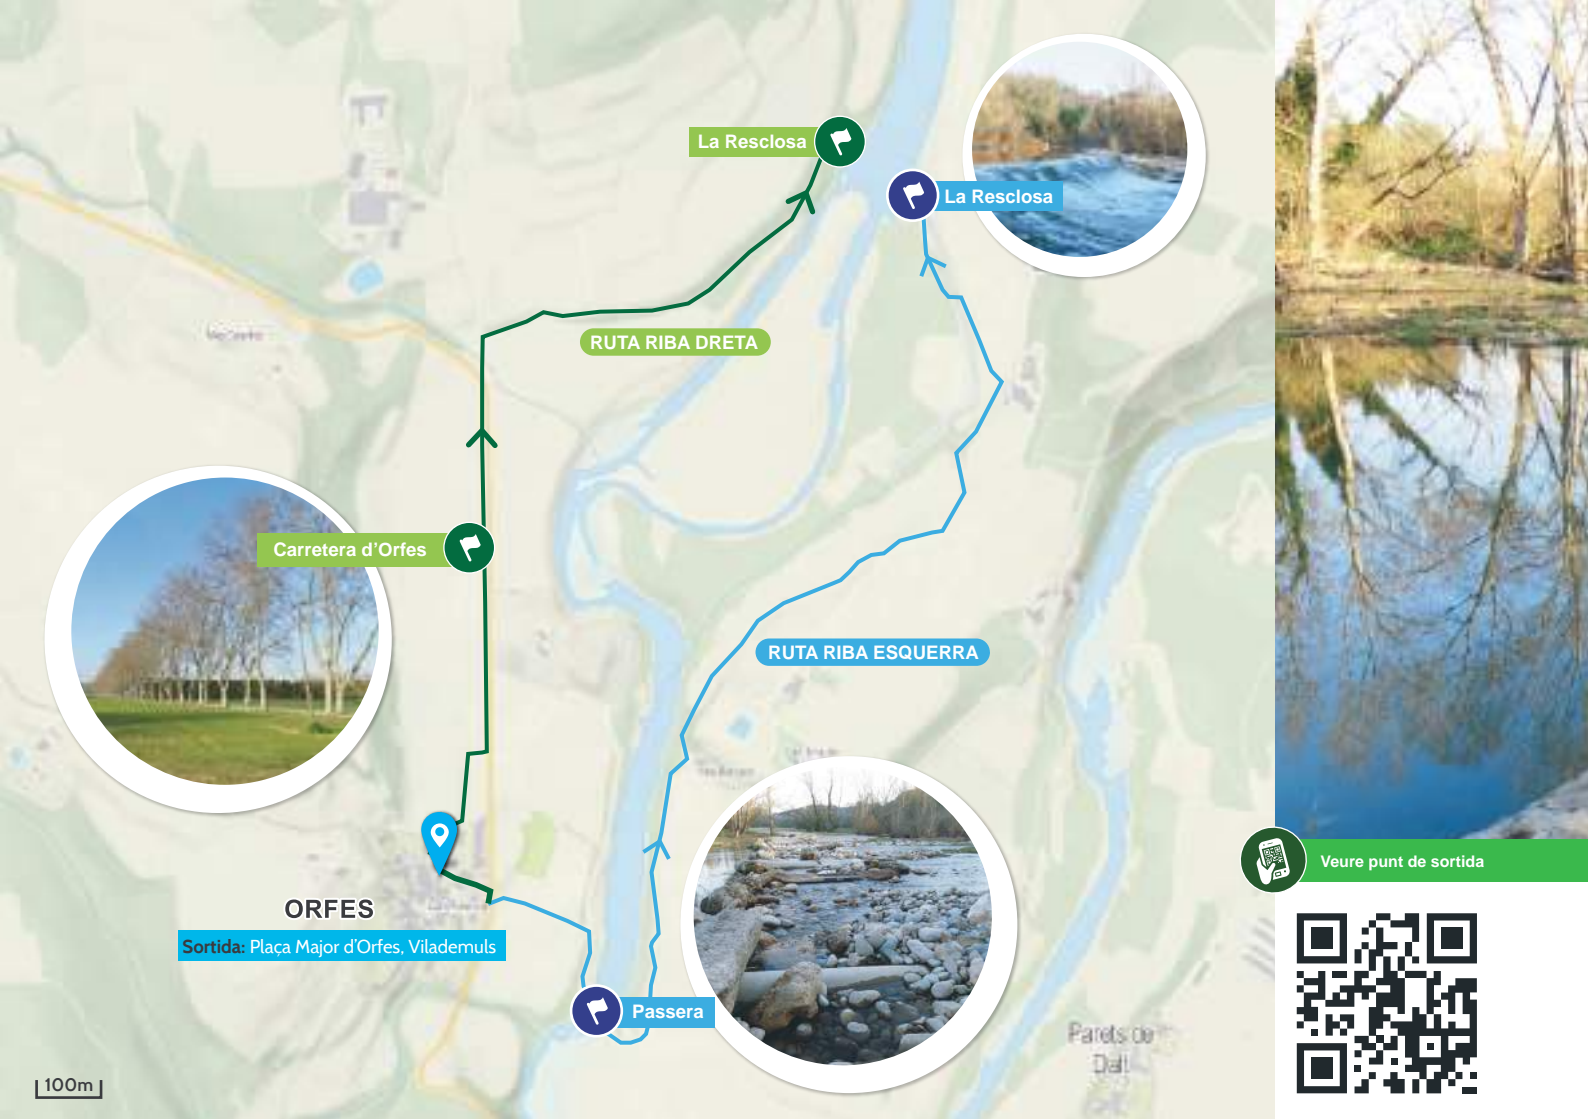 La Resclosa
La Resclosa
RUTA RIBA DRETA
Carretera d’Orfes
RUTA RIBA ESQUERRA
ORFES
Sortida: Plaça Major d’Orfes, Vilademuls
Passera
Parets de
Dalt
100m
Veure punt de sortida